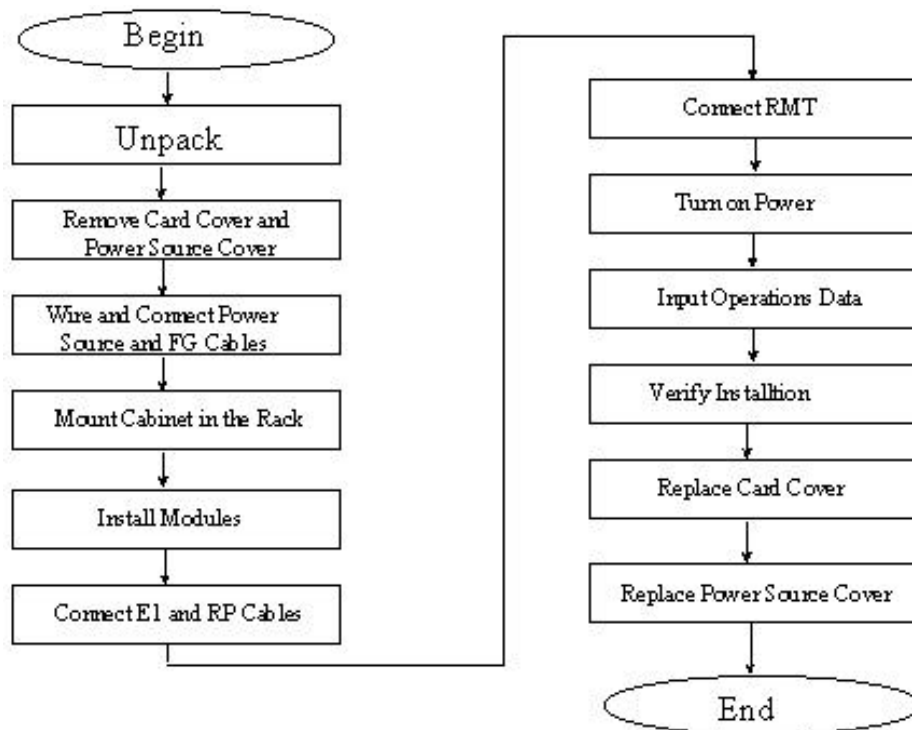 Begin
Unpack
Remove Card Cover and
Power Source Cover
Wire and Connect Power
Source and FG Cables
Mount Cabinet in the Rack
Install Modules
Connect E1 and RP Cables
Connect RMT
Turn on Power
Input Operations Data
Verify Installtion
Replace Card Cover
Replace Power Source Cover
End